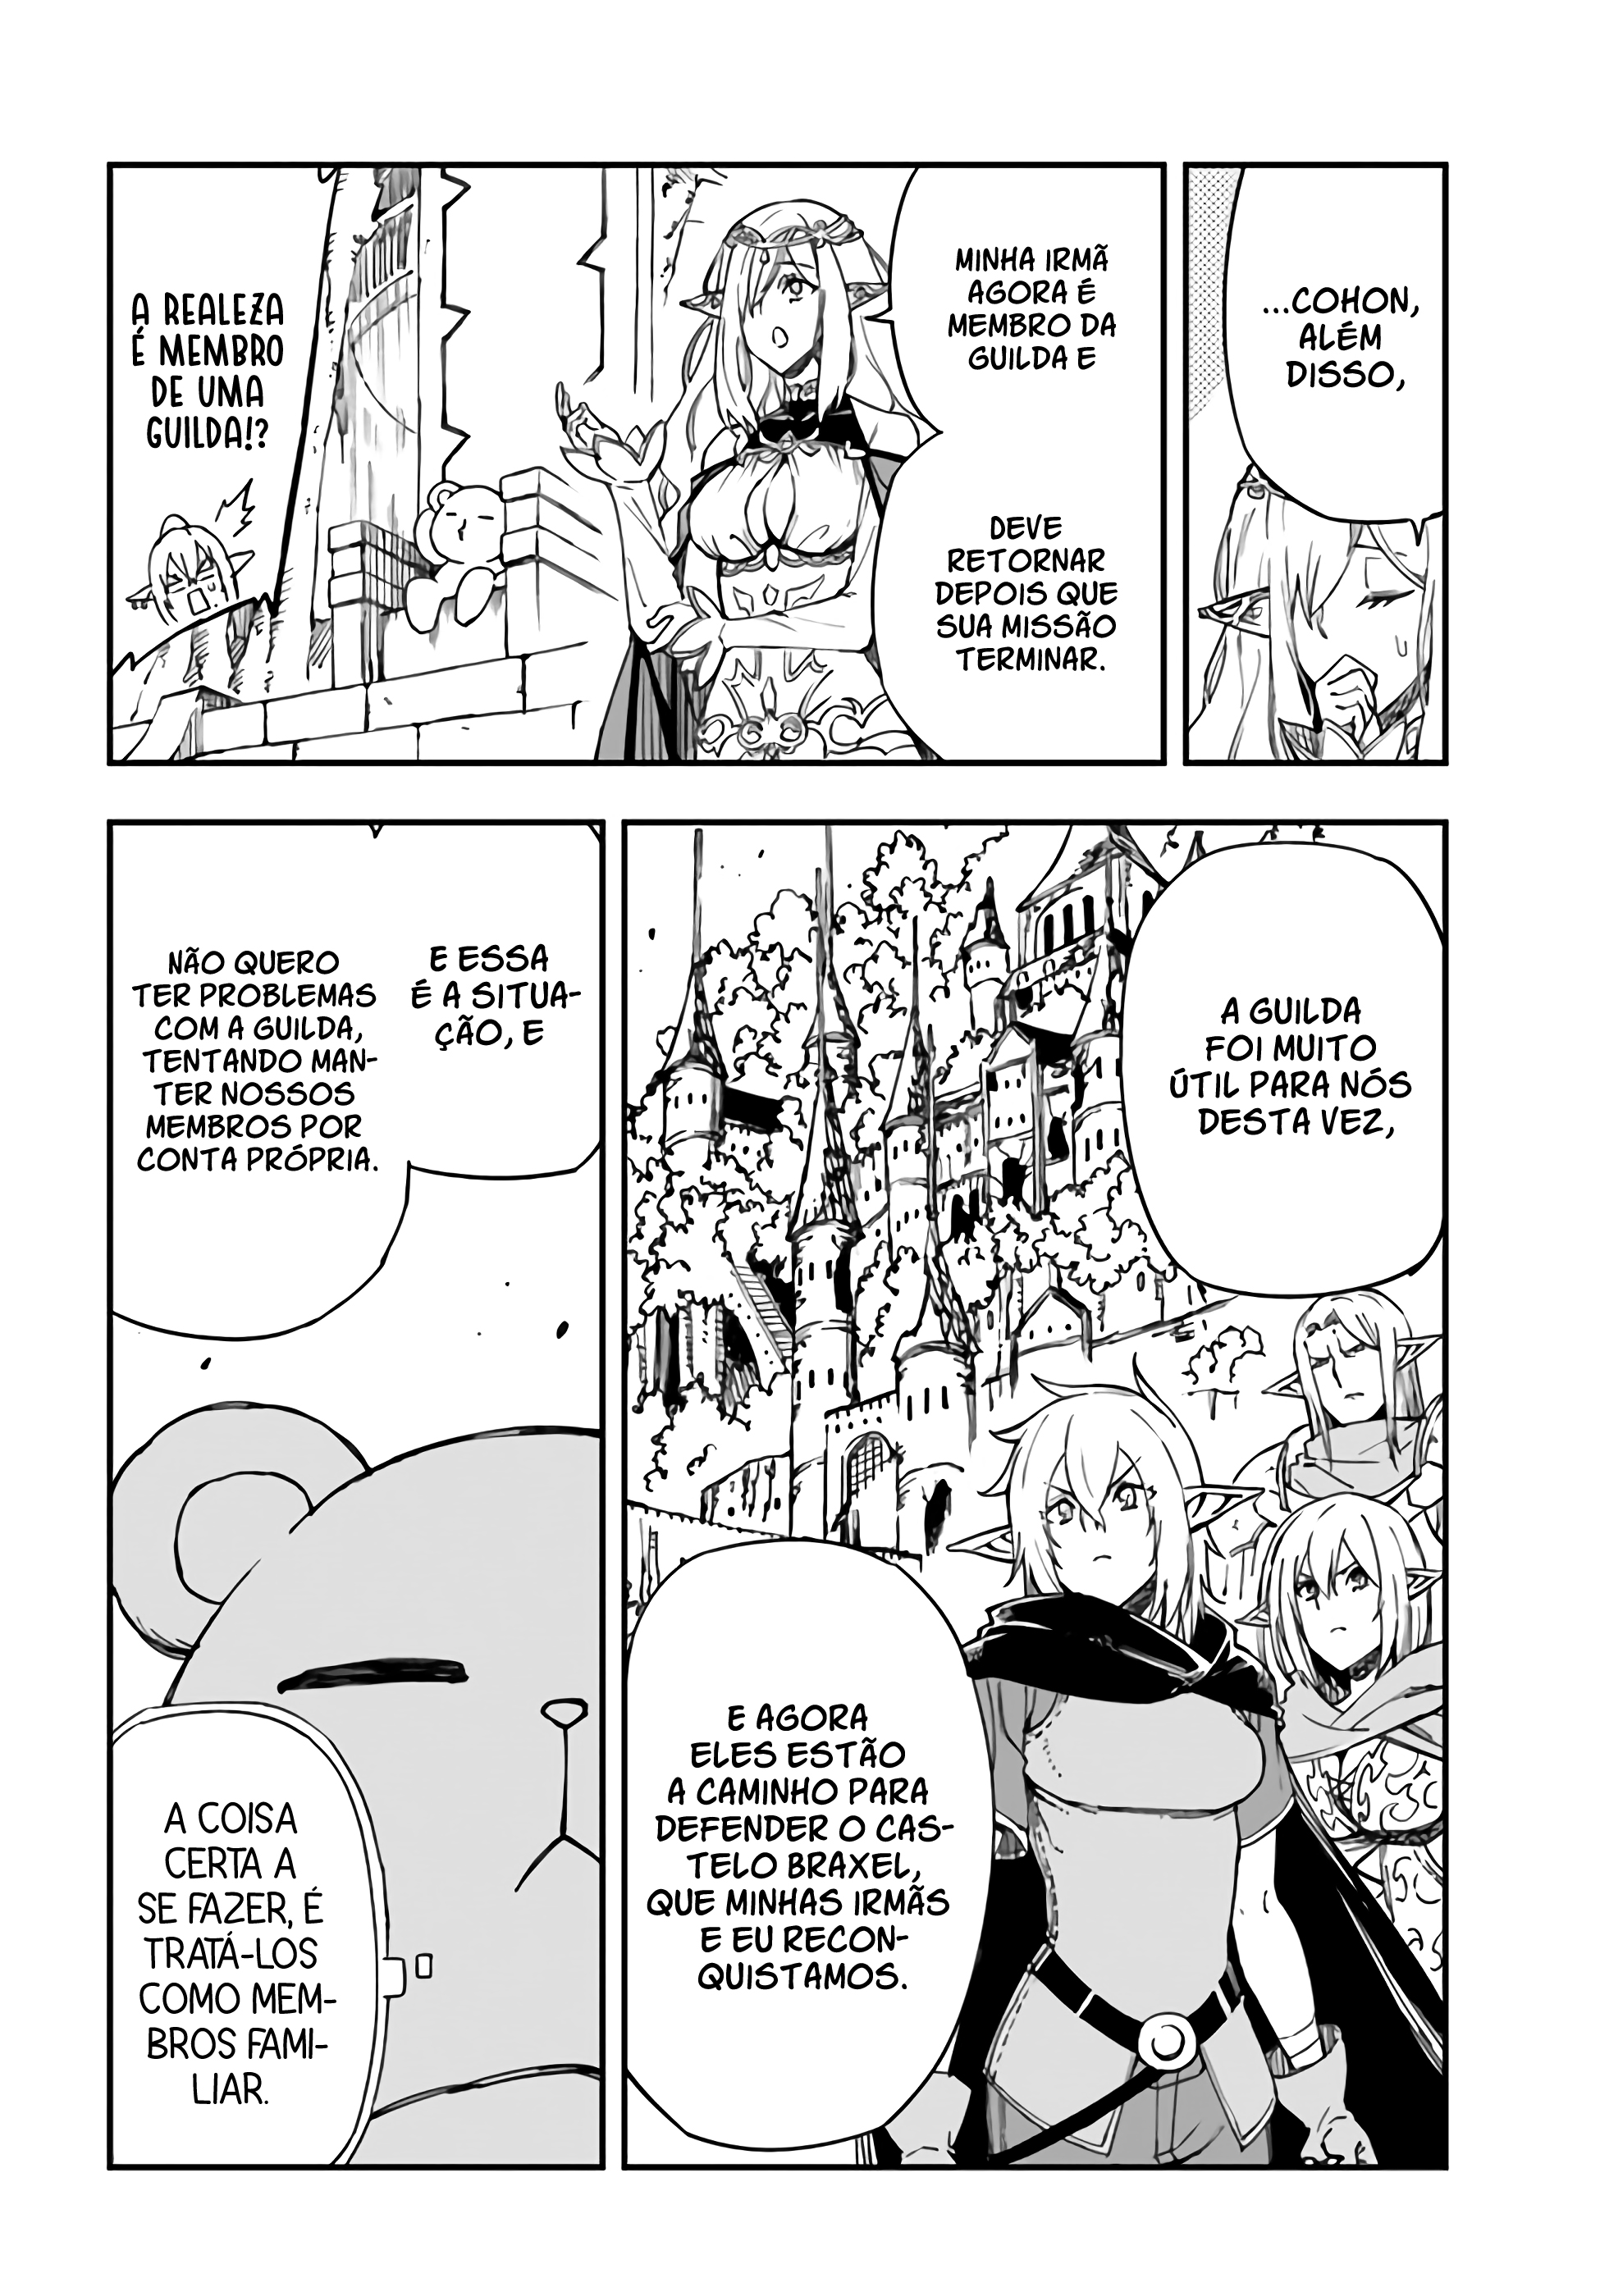 ...COHON,
ALÉM
DISSO,
MINHA IRMÃ
AGORA É
MEMBRO DA
GUILDA E
DEVE
RETORNAR
DEPOIS QUE
SUA MISSÃO
TERMINAR.
A REALEZA
É MEMBRO
DE UMA
GUILDA!?
A GUILDA
FOI MUITO
ÚTIL PARA NÓS
DESTA VEZ,
E AGORA
ELES ESTÃO
A CAMINHO PARA
DEFENDER O CAS-
TELO BRAXEL,
QUE MINHAS IRMÃS
E EU RECON-
QUISTAMOS.
E ESSA
É A SITUA-
ÇÃO, E
NÃO QUERO
TER PROBLEMAS
COM A GUILDA,
TENTANDO MAN-
TER NOSSOS
MEMBROS POR
CONTA PRÓPRIA.
A COISA
CERTA A
SE FAZER, É
TRATÁ-LOS
COMO MEM-
BROS FAMI-
LIAR.